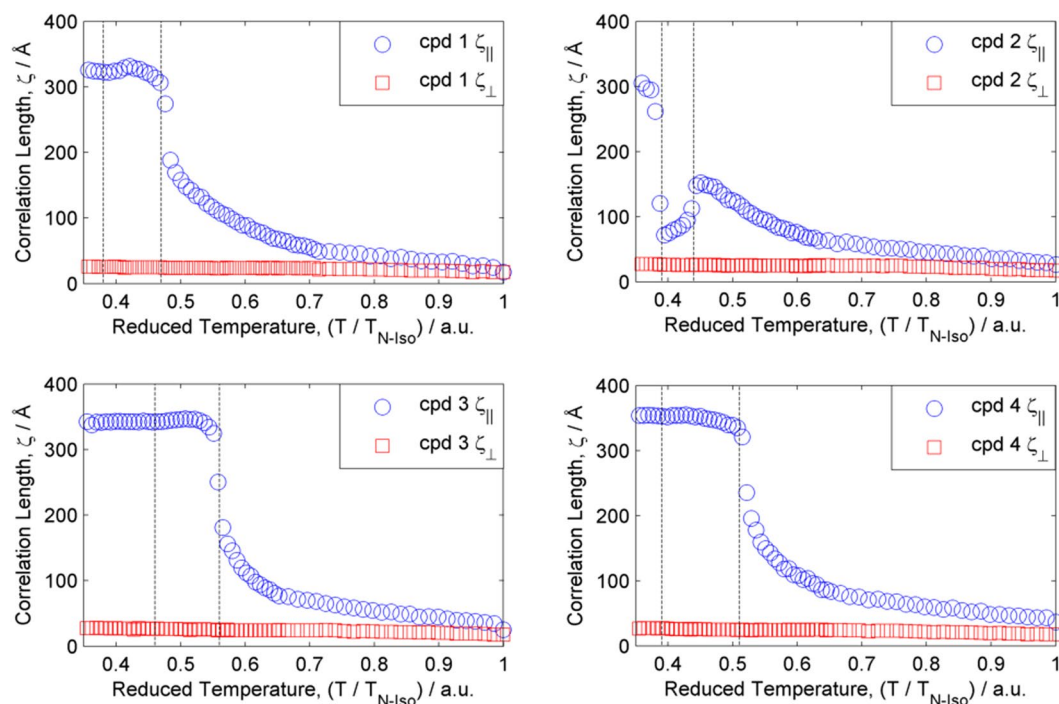 400
300
200
100
0
Correlation Length, ζ / Å
cpd 1 ζ||
cpd 1 ζ⊥
0.4 0.5 0.6 0.7 0.8 0.9 1
Reduced Temperature, (T / T_N-Iso) / a.u.
400
300
200
100
0
Correlation Length, ζ / Å
cpd 2 ζ||
cpd 2 ζ⊥
0.4 0.5 0.6 0.7 0.8 0.9 1
Reduced Temperature, (T / T_N-Iso) / a.u.
400
300
200
100
0
Correlation Length, ζ / Å
cpd 3 ζ||
cpd 3 ζ⊥
0.4 0.5 0.6 0.7 0.8 0.9 1
Reduced Temperature, (T / T_N-Iso) / a.u.
400
300
200
100
0
Correlation Length, ζ / Å
cpd 4 ζ||
cpd 4 ζ⊥
0.4 0.5 0.6 0.7 0.8 0.9 1
Reduced Temperature, (T / T_N-Iso) / a.u.